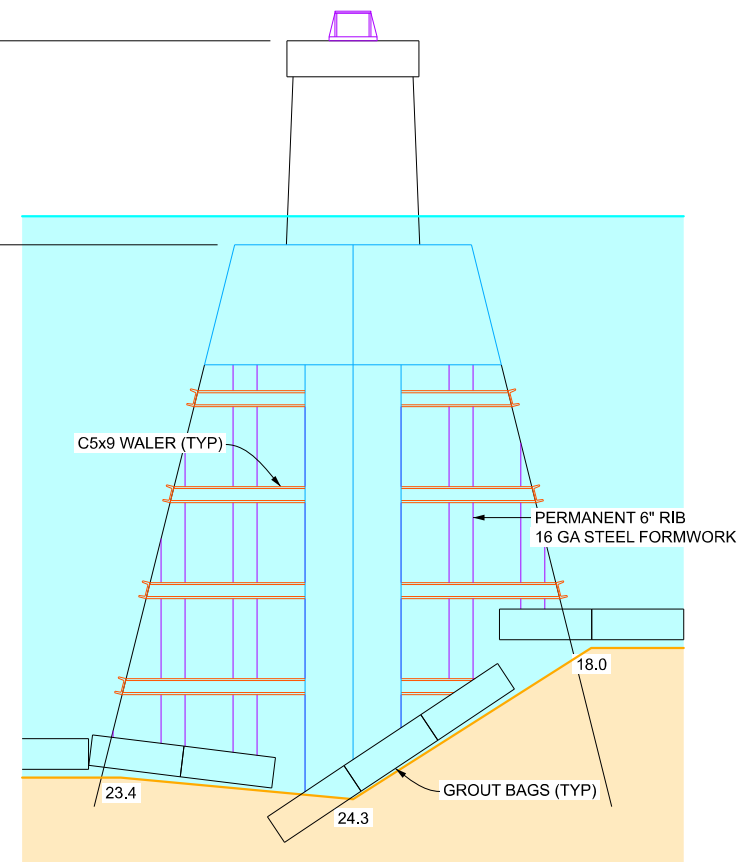 C5x9 WALER (TYP)
PERMANENT 6" RIB
16 GA STEEL FORMWORK
18.0
23.4
GROUT BAGS (TYP)
24.3